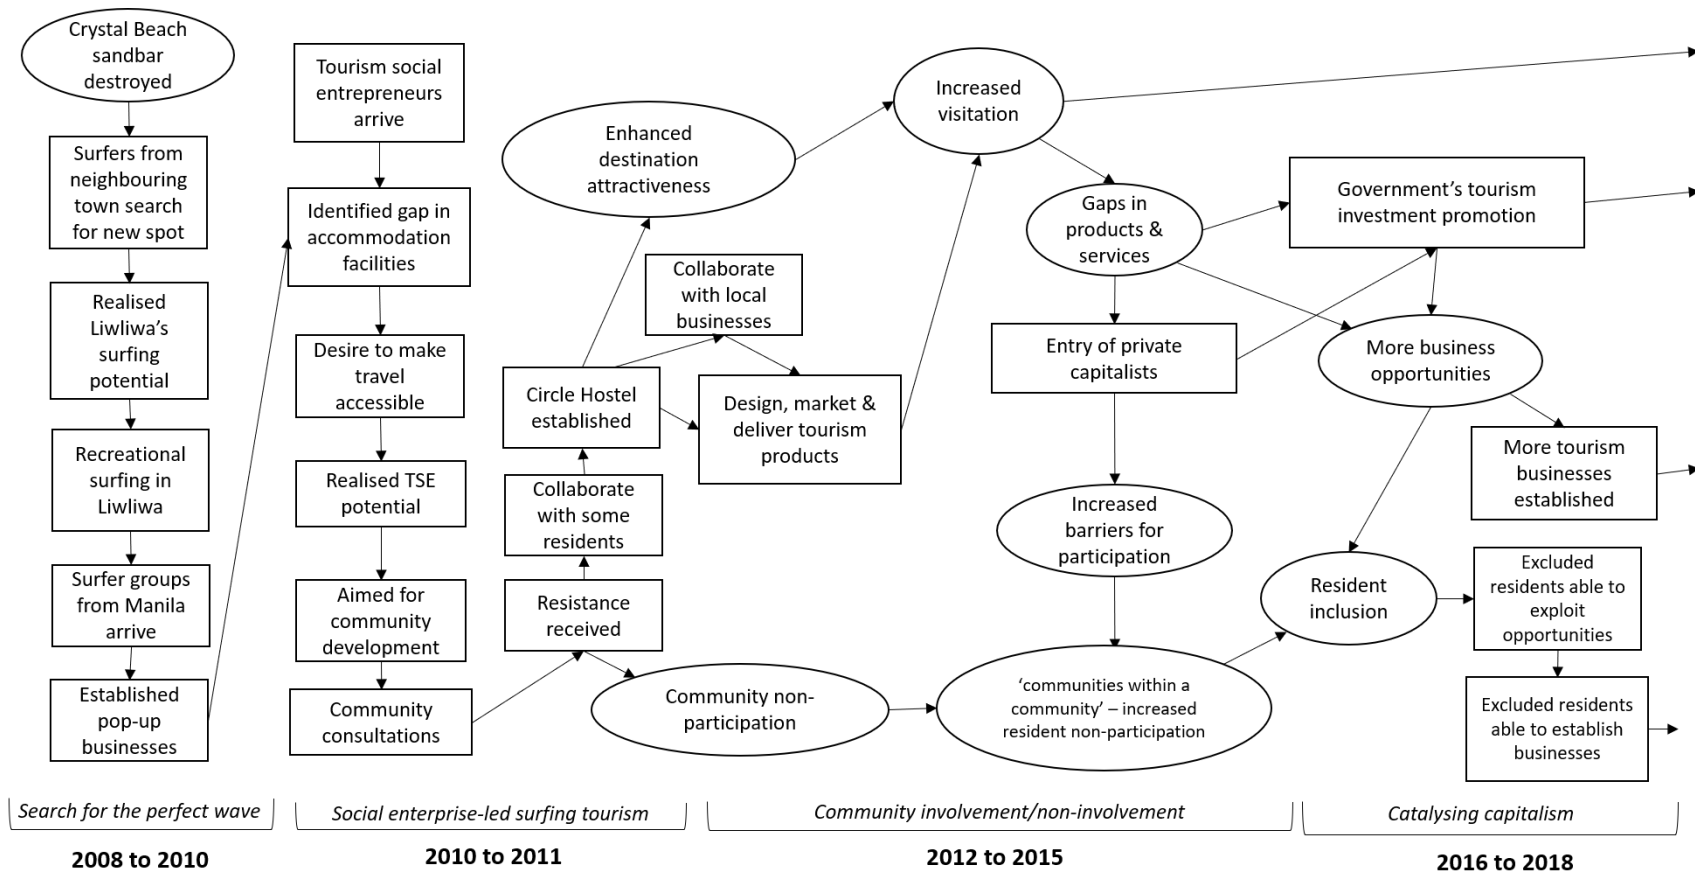 Crystal Beach
sandbar
destroyed
Surfers from
neighbouring
town search
for new spot
Realised
Liwliwa’s
surfing
potential
Recreational
surfing in
Liwliwa
Surfer groups
from Manila
arrive
Established
pop-up
businesses
Tourism social
entrepreneurs
arrive
Identified gap in
accommodation
facilities
Desire to make
travel
accessible
Realised TSE
potential
Aimed for
community
development
Community
consultations
Enhanced
destination
attractiveness
Collaborate
with local
businesses
Circle Hostel
established
Design, market &
deliver tourism
products
Collaborate
with some
residents
Resistance
received
Community non-
participation
Increased
visitation
Gaps in
products &
services
Entry of private
capitalists
Increased
barriers for
participation
‘communities within a
community’ – increased
resident non-participation
Government’s tourism
investment promotion
More business
opportunities
More tourism
businesses
established
Resident
inclusion
Excluded
residents able to
exploit
opportunities
Excluded residents
able to establish
businesses
Search for the perfect wave
Social enterprise-led surfing tourism
Community involvement/non-involvement
Catalysing capitalism
2008 to 2010
2010 to 2011
2012 to 2015
2016 to 2018